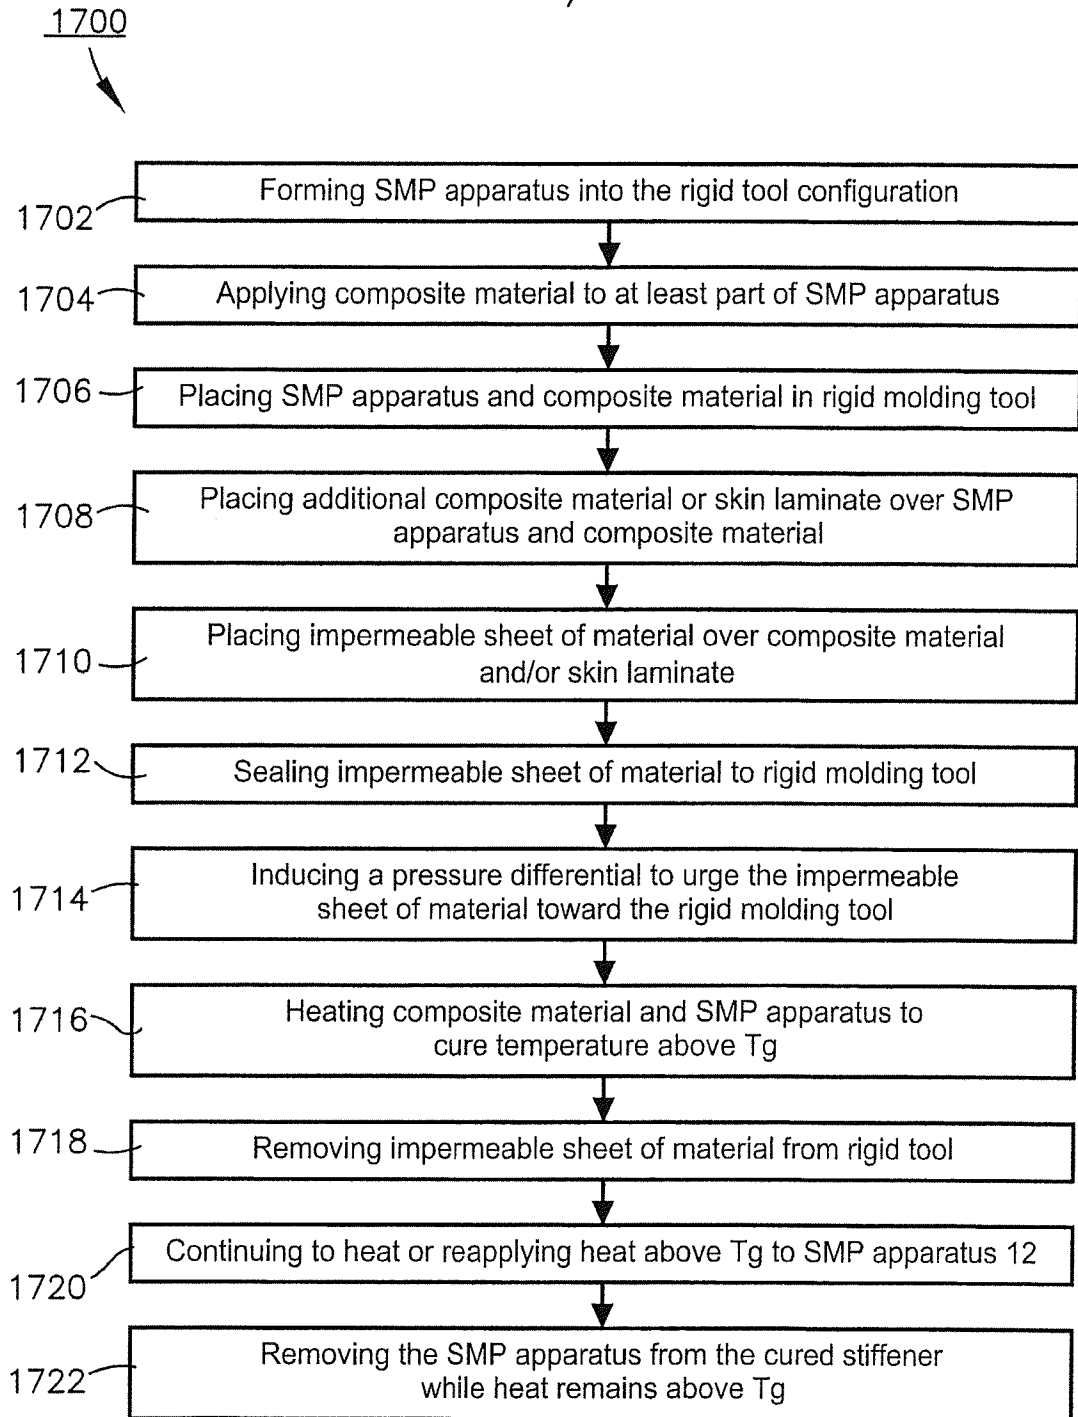 1700
1702
Forming SMP apparatus into the rigid tool configuration
1704
Applying composite material to at least part of SMP apparatus
1706
Placing SMP apparatus and composite material in rigid molding tool
1708
Placing additional composite material or skin laminate over SMP
apparatus and composite material
1710
Placing impermeable sheet of material over composite material
and/or skin laminate
1712
Sealing impermeable sheet of material to rigid molding tool
1714
Inducing a pressure differential to urge the impermeable
sheet of material toward the rigid molding tool
1716
Heating composite material and SMP apparatus to
cure temperature above Tg
1718
Removing impermeable sheet of material from rigid tool
1720
Continuing to heat or reapplying heat above Tg to SMP apparatus 12
1722
Removing the SMP apparatus from the cured stiffener
while heat remains above Tg